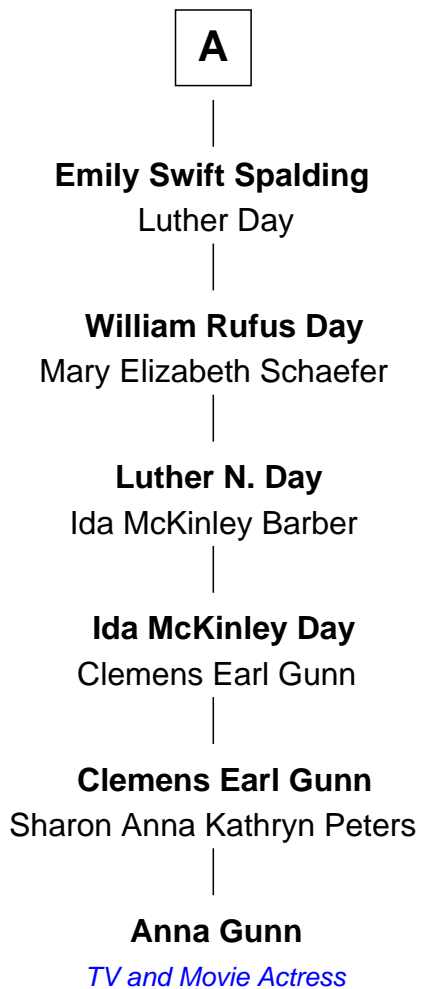 A
Emily Swift Spalding
Luther Day
William Rufus Day
Mary Elizabeth Schaefer
Luther N. Day
Ida McKinley Barber
Ida McKinley Day
Clemens Earl Gunn
Clemens Earl Gunn
Sharon Anna Kathryn Peters
Anna Gunn
TV and Movie Actress